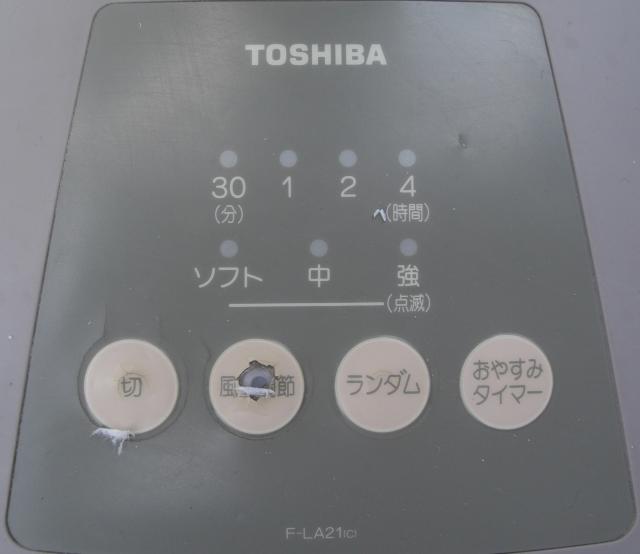 TOSHIBA
30 1 2 4
(分) (時間)
ソフト 中 強
(点滅)
切 風 節 ランダム おやすみ
タイマー
F-LA21(C)